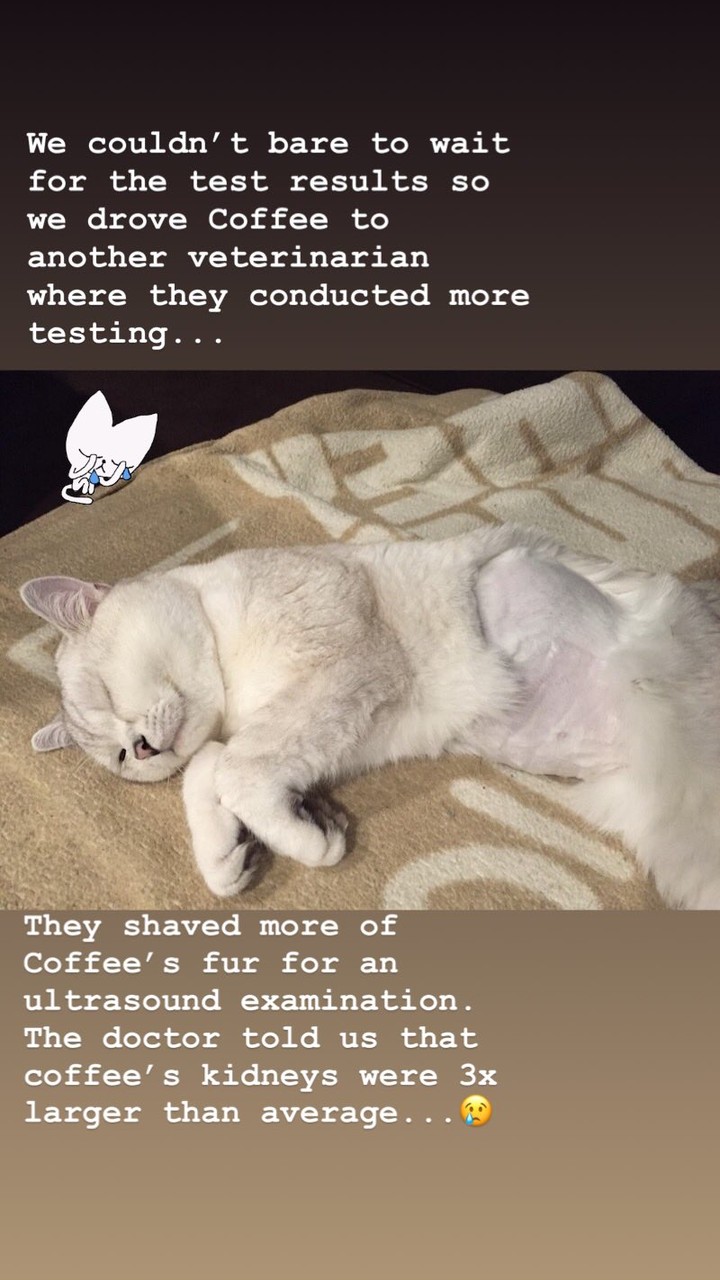 We couldn’t bare to wait
for the test results so
we drove Coffee to
another veterinarian
where they conducted more
testing...
They shaved more of
Coffee’s fur for an
ultrasound examination.
The doctor told us that
coffee’s kidneys were 3x
larger than average...😢